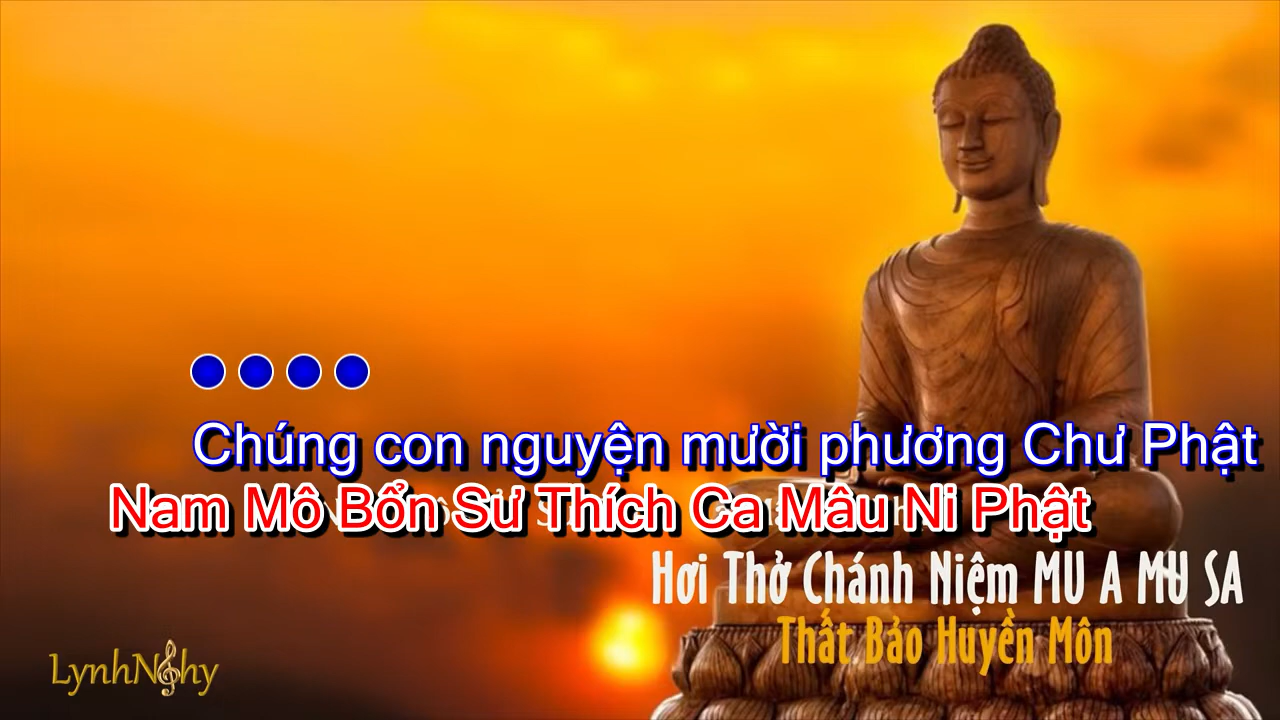 Chúng con nguyện mười phương Chư Phật
Nam Mô Bổn Sư Thích Ca Mâu Ni Phật
Hơi Thở Chánh Niệm MU A MU SA
Thất Bảo Huyền Môn
LynhNhy